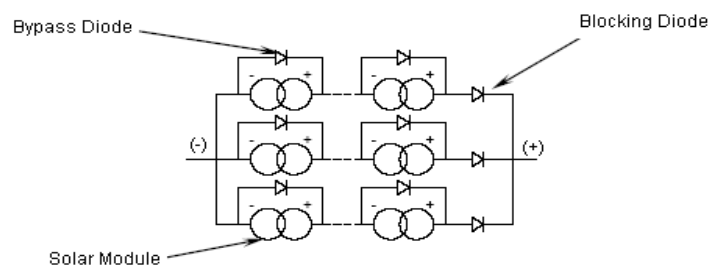 Bypass Diode
Blocking Diode
- + - +
- + - +
(-) (+)
- + - +
Solar Module